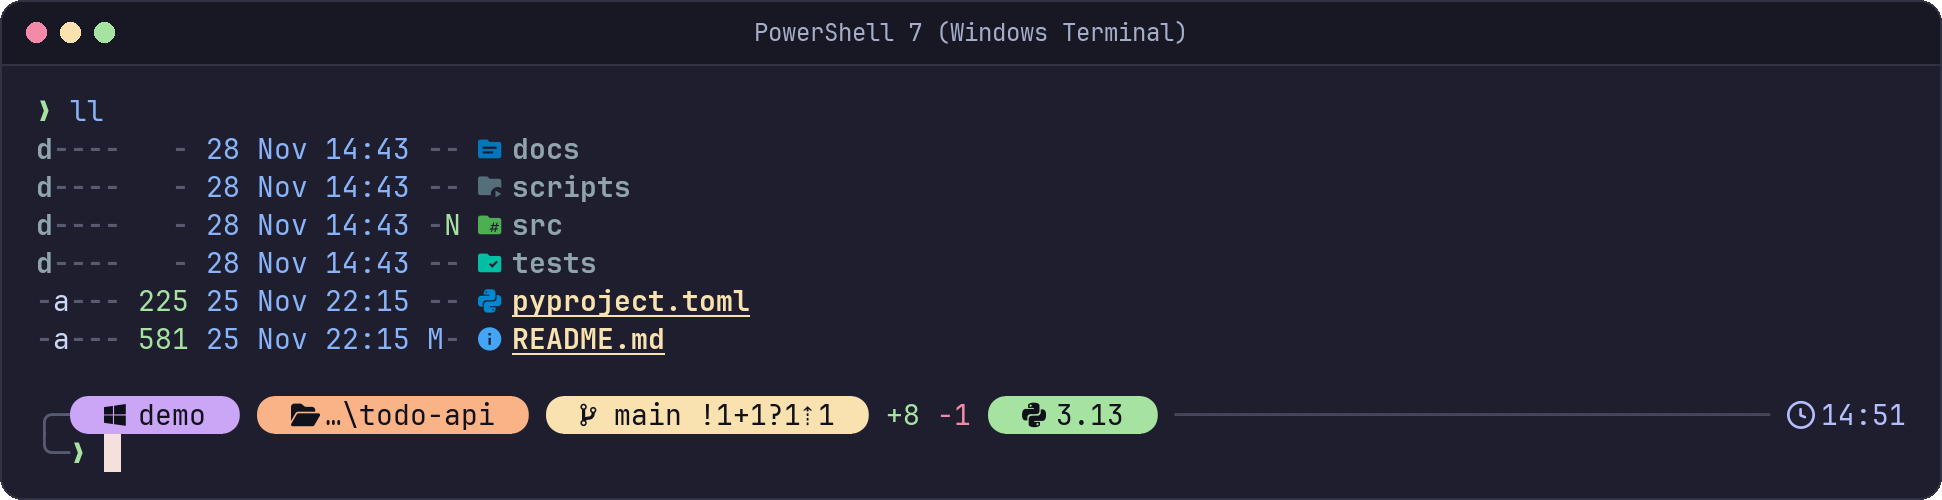 PowerShell 7 (Windows Terminal)
❱ ll
d----   - 28 Nov 14:43 -- docs
d----   - 28 Nov 14:43 -- scripts
d----   - 28 Nov 14:43 -N src
d----   - 28 Nov 14:43 -- tests
-a--- 225 25 Nov 22:15 -- pyproject.toml
-a--- 581 25 Nov 22:15 M- README.md
demo …\todo-api main !1+1?1⇡1 +8 -1 3.13 14:51
❱